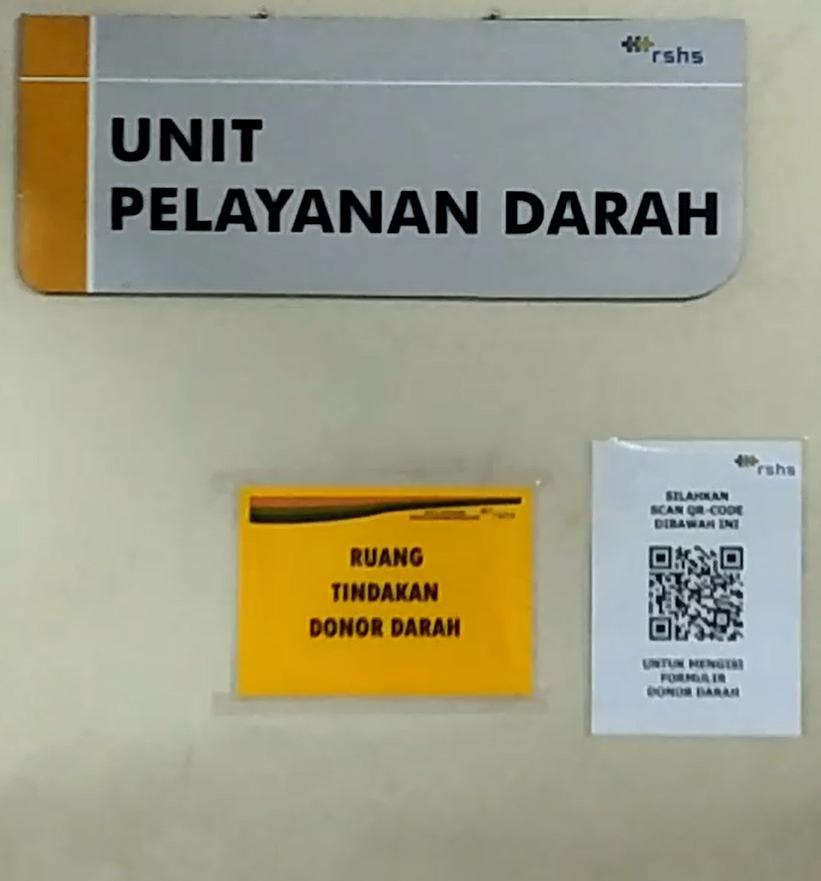 rshs
UNIT
PELAYANAN DARAH
RUANG
TINDAKAN
DONOR DARAH
rshs
SILAHKAN
SCAN QR-CODE
DIBAWAH INI
UNTUK MENGISI
FORMULIR
DONOR DARAH